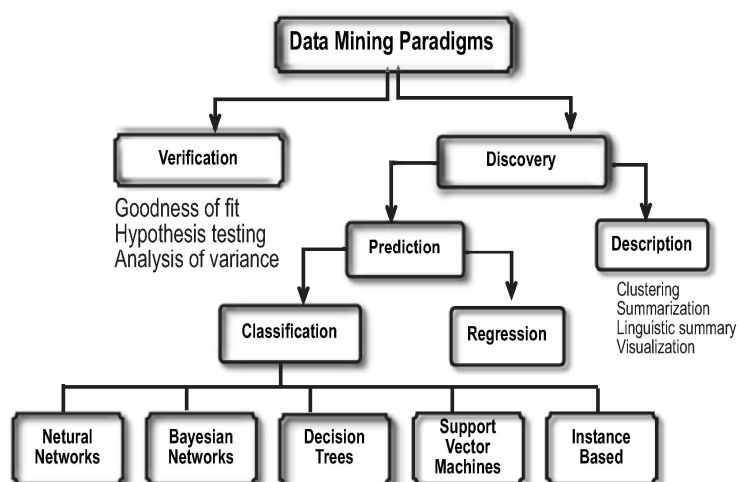 Data Mining Paradigms
Verification
Discovery
Goodness of fit
Hypothesis testing
Analysis of variance
Prediction
Description
Clustering
Summarization
Linguistic summary
Visualization
Classification
Regression
Netural
Networks
Bayesian
Networks
Decision
Trees
Support
Vector
Machines
Instance
Based